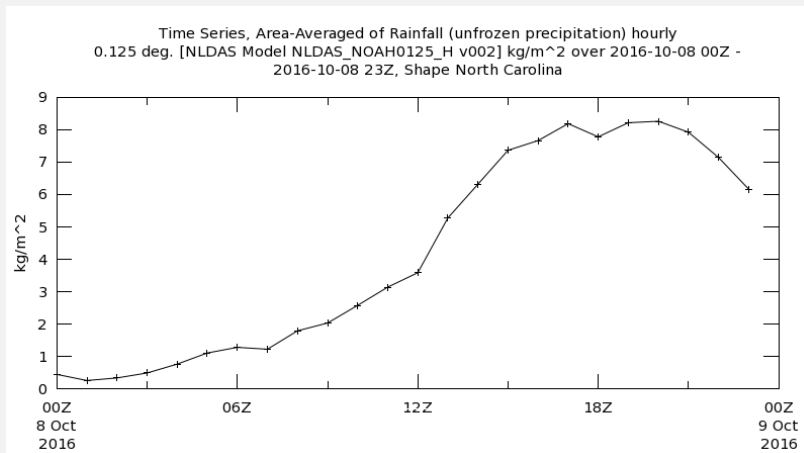 Time Series, Area-Averaged of Rainfall (unfrozen precipitation) hourly
0.125 deg. [NLDAS Model NLDAS_NOAH0125_H v002] kg/m^2 over 2016-10-08 00Z -
2016-10-08 23Z, Shape North Carolina
9
8
7
6
5
4
3
2
1
0
kg/m^2
00Z 06Z 12Z 18Z 00Z
8 Oct 9 Oct
2016 2016